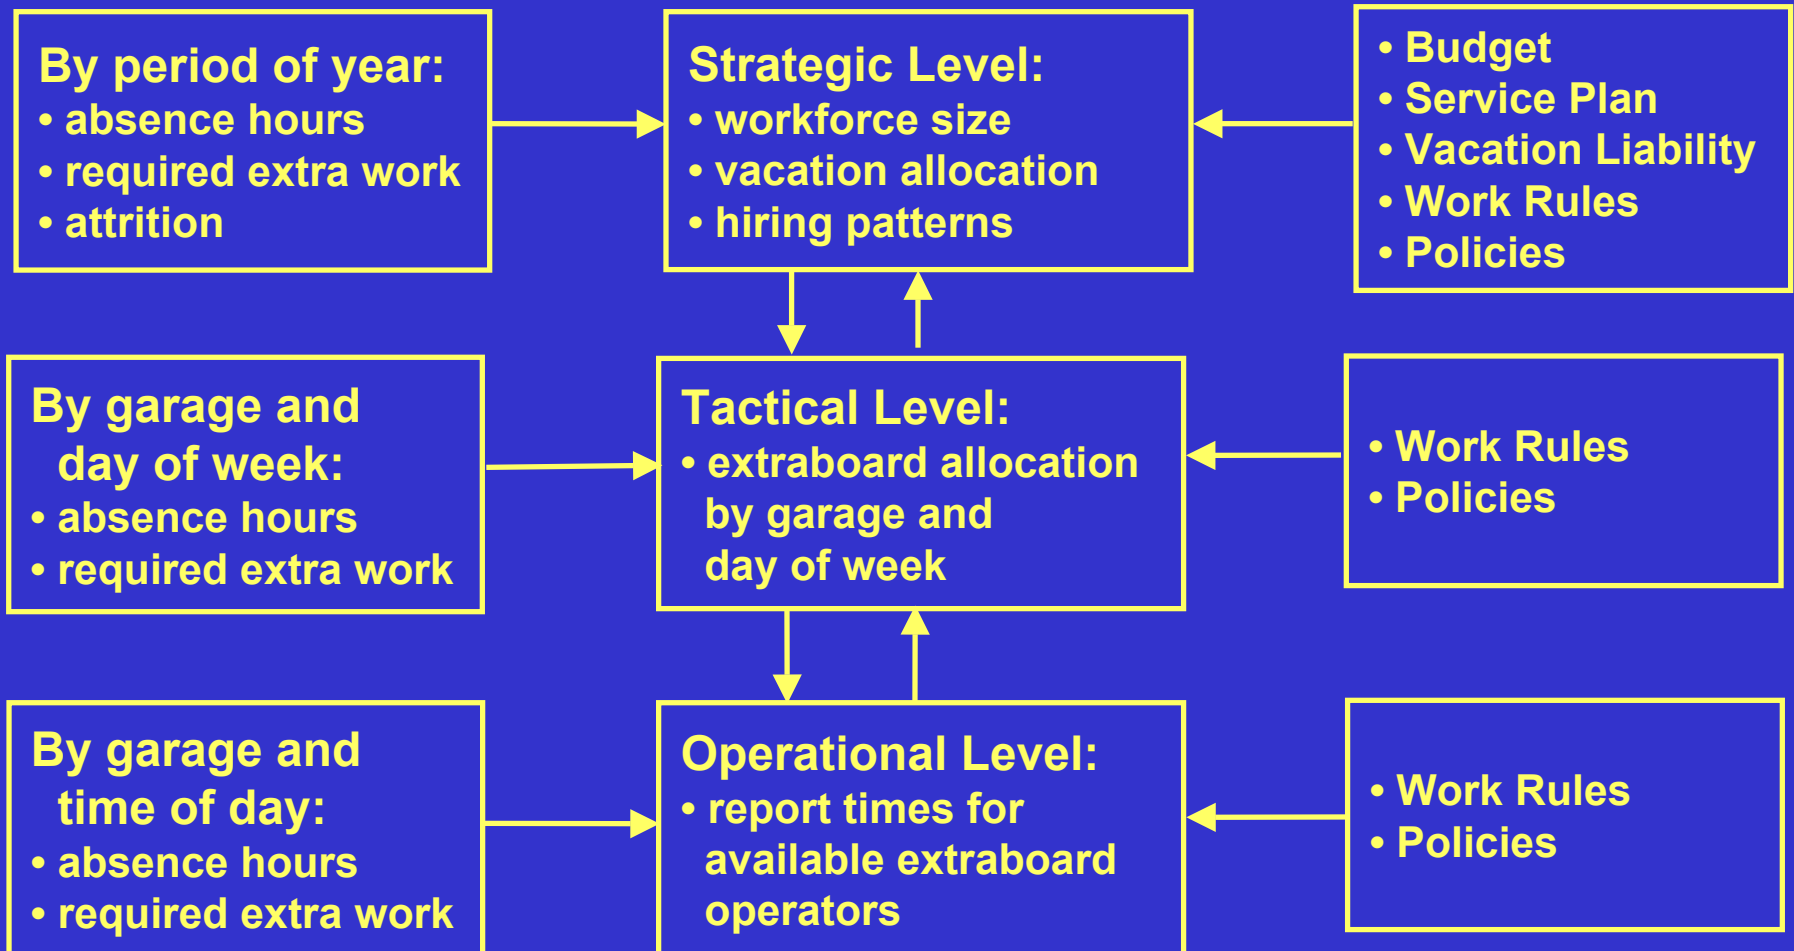 By period of year:
• absence hours
• required extra work
• attrition
Strategic Level:
• workforce size
• vacation allocation
• hiring patterns
• Budget
• Service Plan
• Vacation Liability
• Work Rules
• Policies
By garage and
day of week:
• absence hours
• required extra work
Tactical Level:
• extraboard allocation
by garage and
day of week
• Work Rules
• Policies
By garage and
time of day:
• absence hours
• required extra work
Operational Level:
• report times for
available extraboard
operators
• Work Rules
• Policies